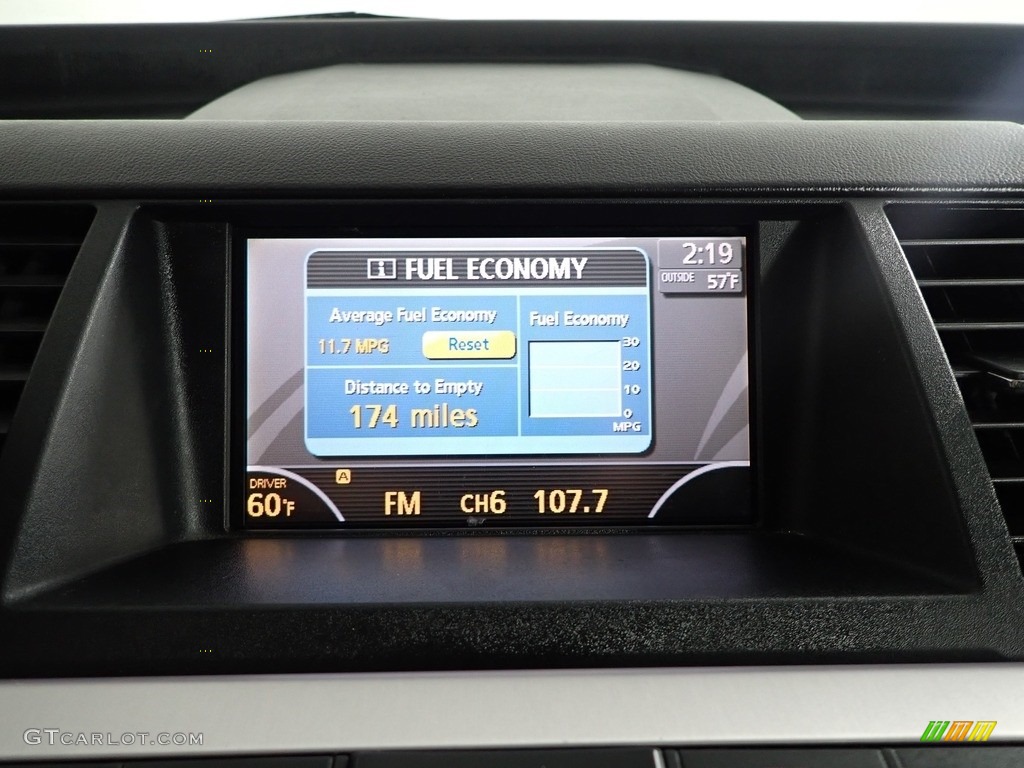 FUEL ECONOMY
2:19
OUTSIDE 57°F
Average Fuel Economy
11.7 MPG Reset
Distance to Empty
174 miles
Fuel Economy
30
20
10
0
MPG
DRIVER
60°F
A
FM CH6 107.7
GTCARLOT.COM